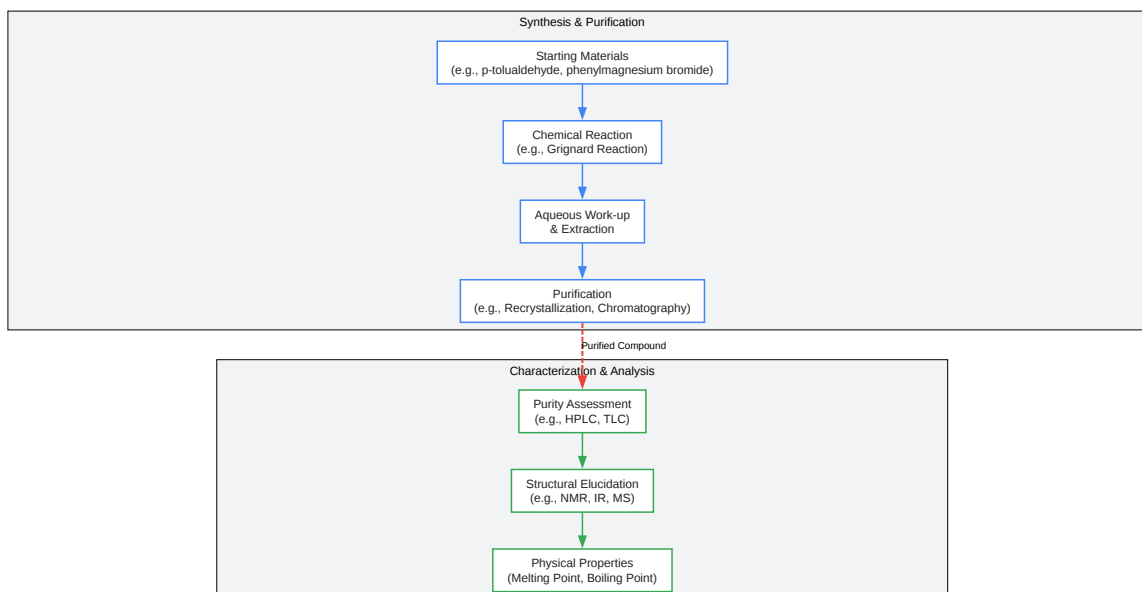 Synthesis & Purification
Starting Materials
(e.g., p-tolualdehyde, phenylmagnesium bromide)
Chemical Reaction
(e.g., Grignard Reaction)
Aqueous Work-up
& Extraction
Purification
(e.g., Recrystallization, Chromatography)
Purified Compound
Characterization & Analysis
Purity Assessment
(e.g., HPLC, TLC)
Structural Elucidation
(e.g., NMR, IR, MS)
Physical Properties
(Melting Point, Boiling Point)